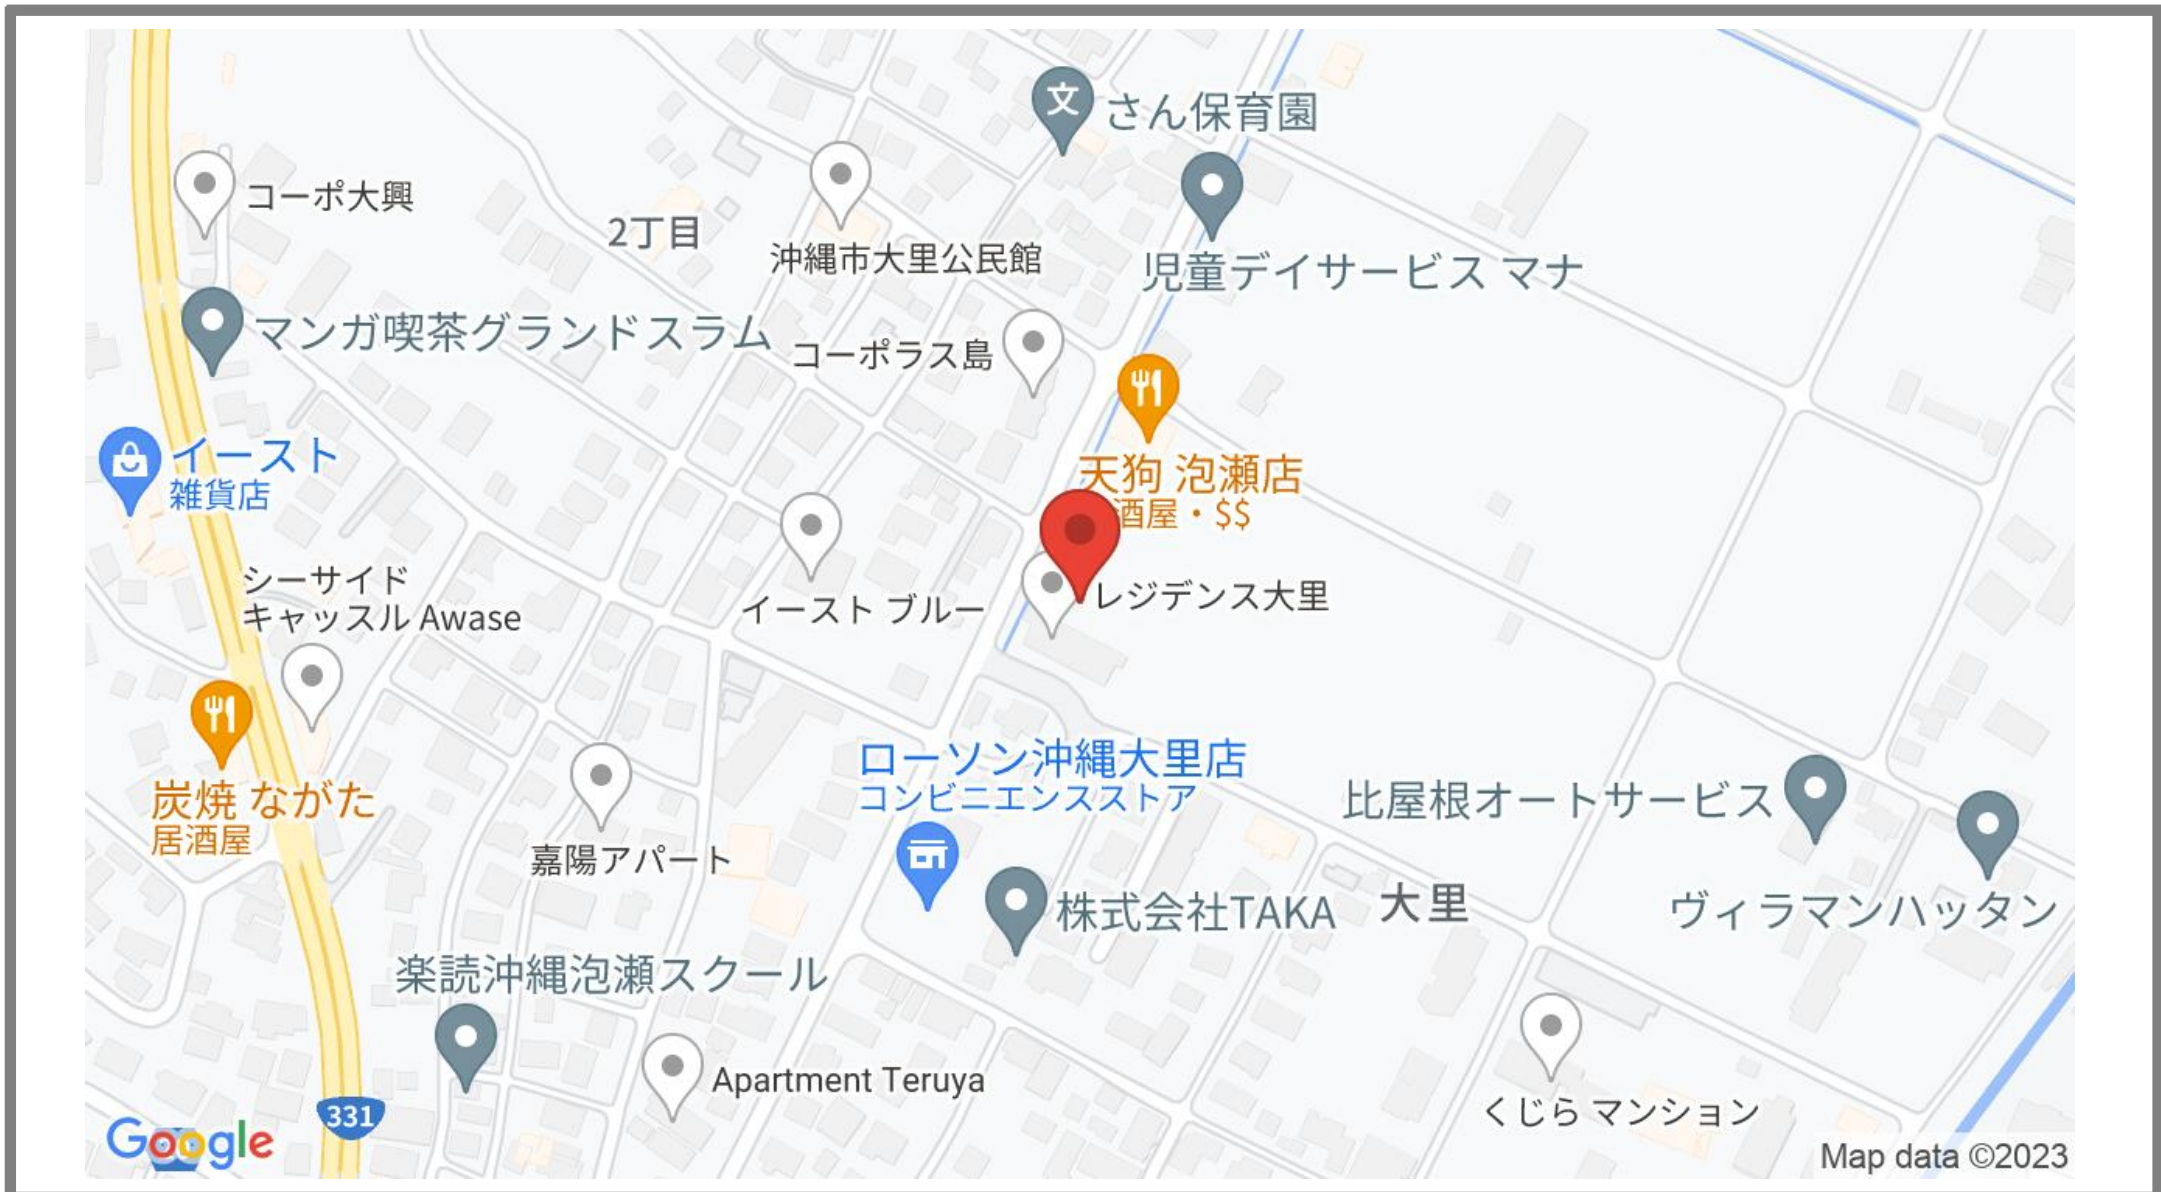 文
さん保育園
コーポ大興
2丁目
沖縄市大里公民館
児童デイサービス マナ
マンガ喫茶グランドスラム
コーポラス島
イースト
雑貨店
天狗 泡瀬店
酒屋・$$
シーサイド
キャッスル Awase
イースト ブルー
レジデンス大里
ローソン沖縄大里店
コンビニエンスストア
炭焼 ながた
居酒屋
比屋根オートサービス
嘉陽アパート
株式会社TAKA
大里
ヴィラマンハッタン
楽読沖縄泡瀬スクール
Apartment Teruya
くじら マンション
331
Google
Map data ©2023